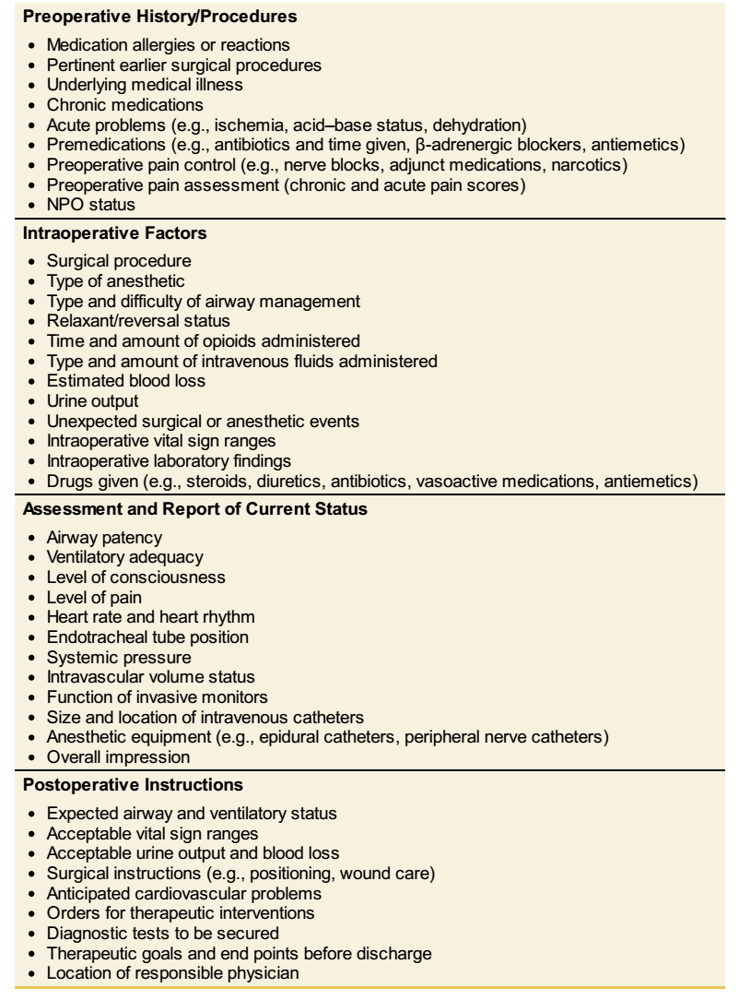 Preoperative History/Procedures
• Medication allergies or reactions
• Pertinent earlier surgical procedures
• Underlying medical illness
• Chronic medications
• Acute problems (e.g., ischemia, acid–base status, dehydration)
• Premedications (e.g., antibiotics and time given, β-adrenergic blockers, antiemetics)
• Preoperative pain control (e.g., nerve blocks, adjunct medications, narcotics)
• Preoperative pain assessment (chronic and acute pain scores)
• NPO status
Intraoperative Factors
• Surgical procedure
• Type of anesthetic
• Type and difficulty of airway management
• Relaxant/reversal status
• Time and amount of opioids administered
• Type and amount of intravenous fluids administered
• Estimated blood loss
• Urine output
• Unexpected surgical or anesthetic events
• Intraoperative vital sign ranges
• Intraoperative laboratory findings
• Drugs given (e.g., steroids, diuretics, antibiotics, vasoactive medications, antiemetics)
Assessment and Report of Current Status
• Airway patency
• Ventilatory adequacy
• Level of consciousness
• Level of pain
• Heart rate and heart rhythm
• Endotracheal tube position
• Systemic pressure
• Intravascular volume status
• Function of invasive monitors
• Size and location of intravenous catheters
• Anesthetic equipment (e.g., epidural catheters, peripheral nerve catheters)
• Overall impression
Postoperative Instructions
• Expected airway and ventilatory status
• Acceptable vital sign ranges
• Acceptable urine output and blood loss
• Surgical instructions (e.g., positioning, wound care)
• Anticipated cardiovascular problems
• Orders for therapeutic interventions
• Diagnostic tests to be secured
• Therapeutic goals and end points before discharge
• Location of responsible physician